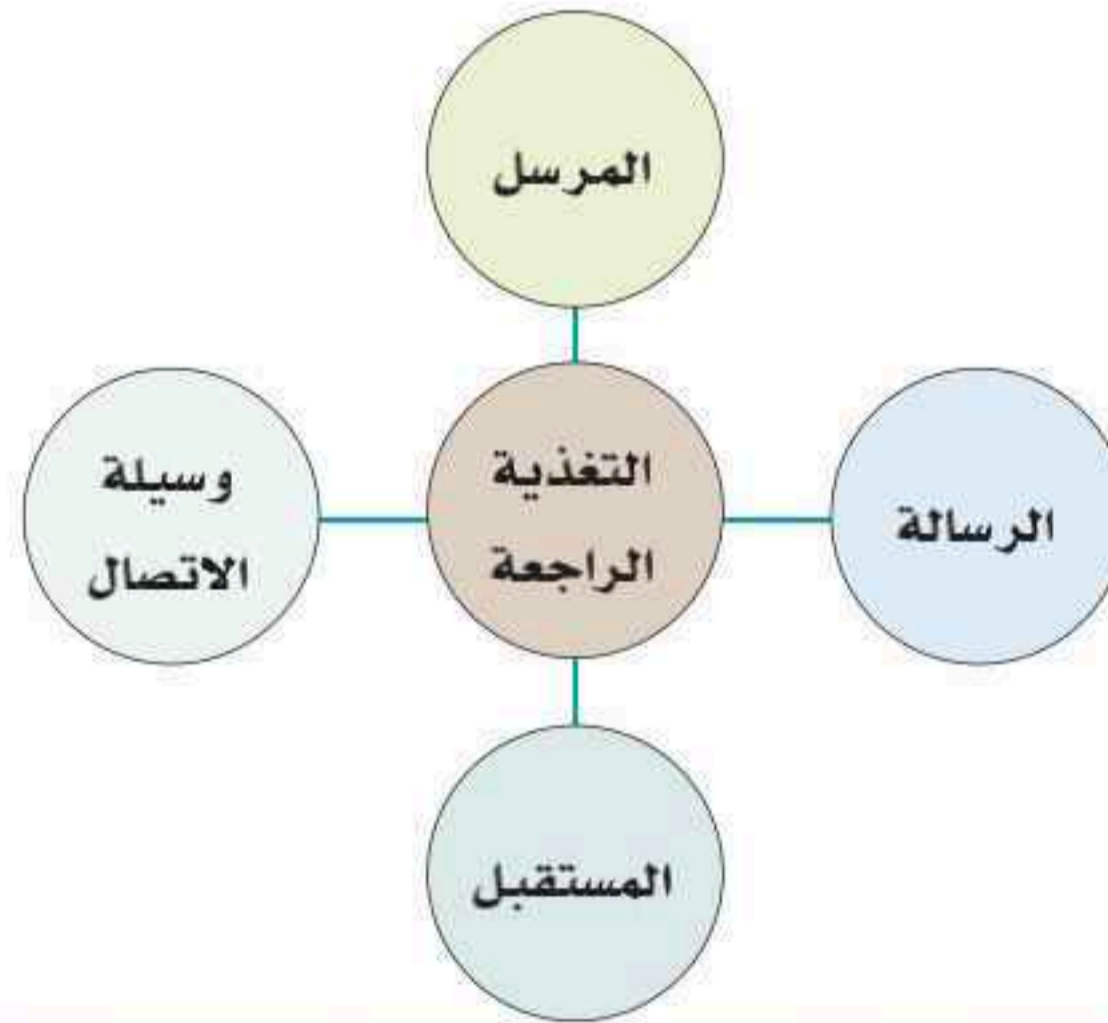 المرسل
الرسالة
التغذية
الراجعة
وسيلة
الاتصال
المستقبل